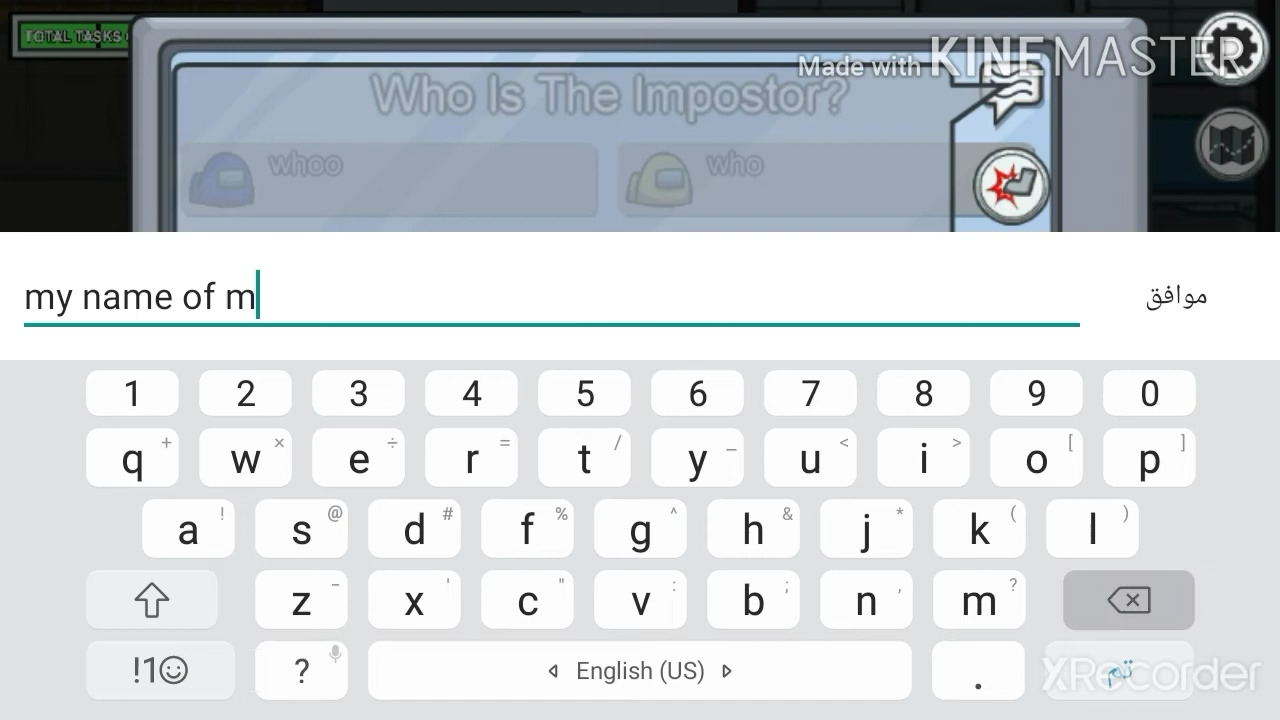 TOTAL TASKS
Made with KINEMASTER
Who Is The Impostor?
whoo
who
my name of m
موافق
1 2 3 4 5 6 7 8 9 0
q + w × e ÷ r = t / y _ u < i > o [ p ]
a ! s @ d # f % g ^ h & j * k ( l )
z - x ' c " v : b ; n , m ?
!1☺ ? English (US) . تم
XRecorder